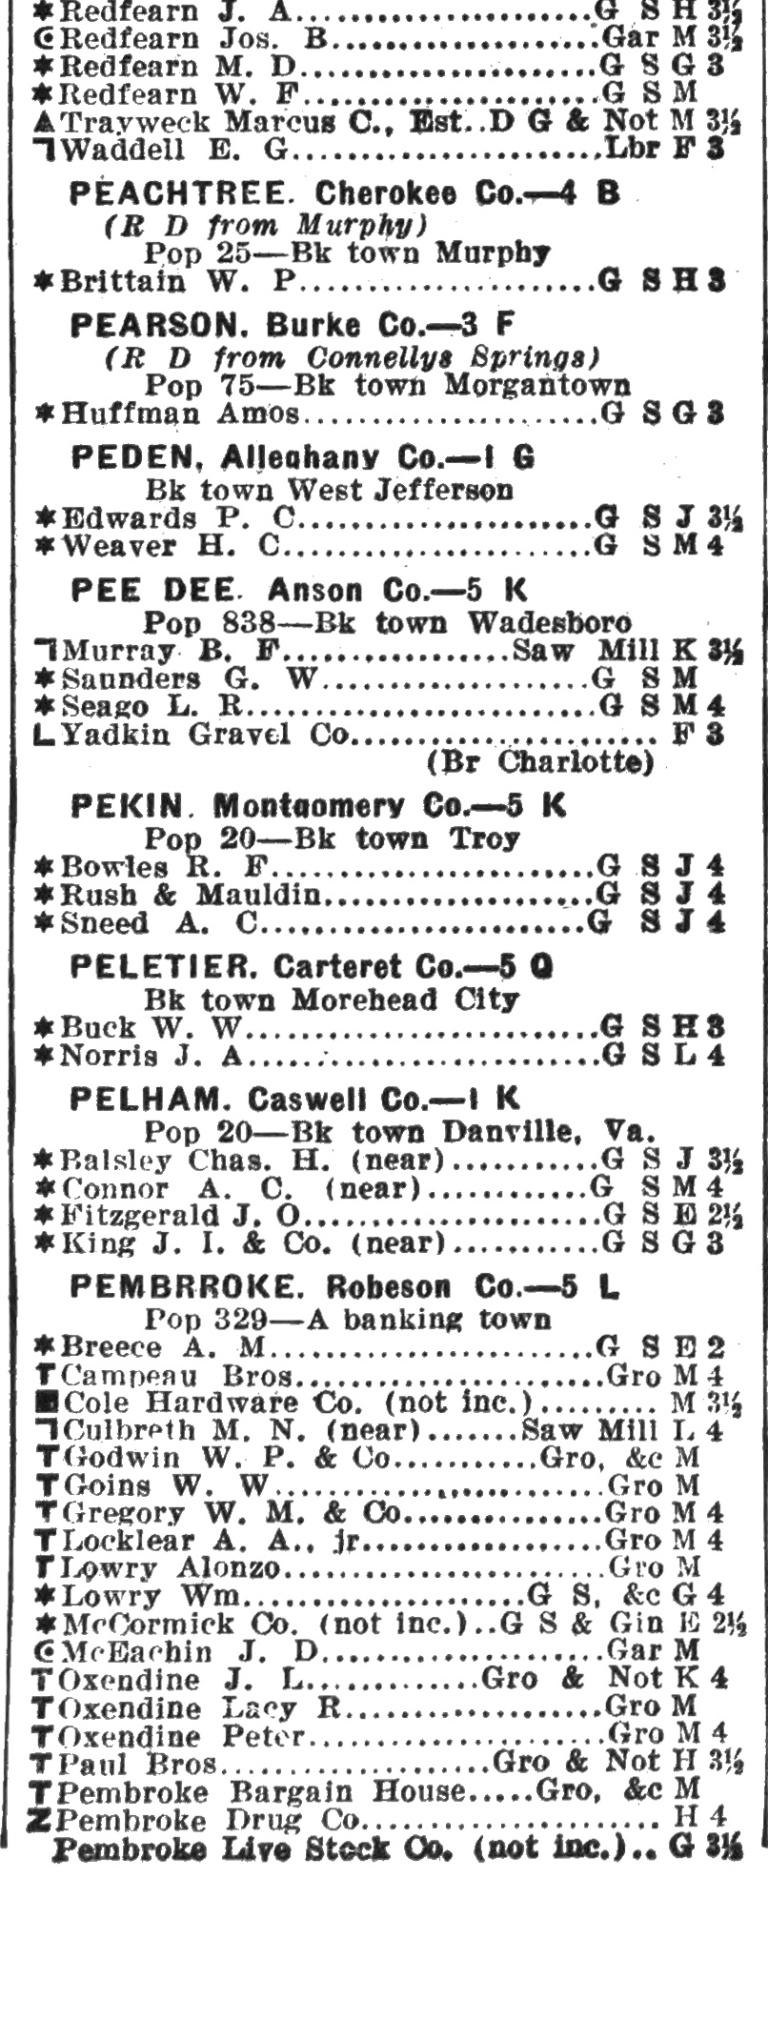 ✶Redfearn J. A..........G S H 3½
₢Redfearn Jos. B..........Gar M 3½
✶Redfearn M. D..........G S G 3
✶Redfearn W. F..........G S M
▲Trayweck Marcus C., Est..D G & Not M 3½
ㄱWaddell E. G..........Lbr F 3
PEACHTREE. Cherokee Co.—4 B
(R D from Murphy)
Pop 25—Bk town Murphy
✶Brittain W. P..........G S H 3
PEARSON. Burke Co.—3 F
(R D from Connellys Springs)
Pop 75—Bk town Morgantown
✶Huffman Amos..........G S G 3
PEDEN, Alleghany Co.—1 G
Bk town West Jefferson
✶Edwards P. C..........G S J 3½
✶Weaver H. C..........G S M 4
PEE DEE. Anson Co.—5 K
Pop 838—Bk town Wadesboro
ㄱMurray B. F..........Saw Mill K 3½
✶Saunders G. W..........G S M
✶Seago L. R..........G S M 4
LYadkin Gravel Co.......... F 3
(Br Charlotte)
PEKIN. Montgomery Co.—5 K
Pop 20—Bk town Troy
✶Bowles R. F..........G S J 4
✶Rush & Mauldin..........G S J 4
✶Sneed A. C..........G S J 4
PELETIER. Carteret Co.—5 Q
Bk town Morehead City
✶Buck W. W..........G S H 3
✶Norris J. A..........G S L 4
PELHAM. Caswell Co.—1 K
Pop 20—Bk town Danville, Va.
✶Balsley Chas. H. (near)..........G S J 3½
✶Connor A. C. (near)..........G S M 4
✶Fitzgerald J. O..........G S E 2½
✶King J. I. & Co. (near)..........G S G 3
PEMBRROKE. Robeson Co.—5 L
Pop 329—A banking town
✶Breece A. M..........G S E 2
TCampeau Bros..........Gro M 4
■Cole Hardware Co. (not inc.)......... M 3½
ㄱCulbreth M. N. (near).......Saw Mill L 4
TGodwin W. P. & Co..........Gro, &c M
TGoins W. W..........Gro M
TGregory W. M. & Co..........Gro M 4
TLocklear A. A., jr..........Gro M 4
TLowry Alonzo..........Gro M
✶Lowry Wm..........G S, &c G 4
✶McCormick Co. (not inc.)..G S & Gin E 2½
₢McEachin J. D..........Gar M
TOxendine J. L..........Gro & Not K 4
TOxendine Lacy R..........Gro M
TOxendine Peter..........Gro M 4
TPaul Bros..........Gro & Not H 3½
TPembroke Bargain House.....Gro, &c M
ZPembroke Drug Co.......... H 4
Pembroke Live Stock Co. (not inc.).. G 3½